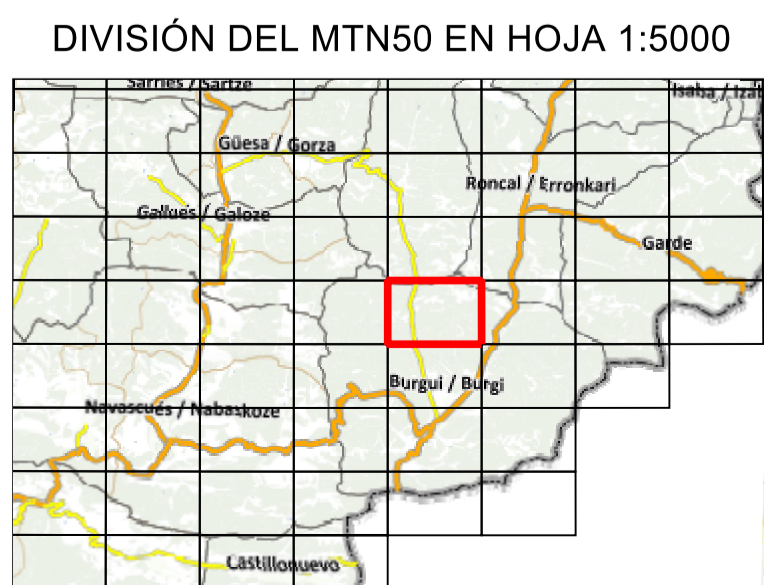 DIVISIÓN DEL MTN50 EN HOJA 1:5000
Sarriés / Sartze
Isaba / Izab
Güesa / Gorza
Roncal / Erronkari
Gallués / Galoze
Garde
Burgui / Burgi
Navascués / Nabaskoze
Castillonuevo